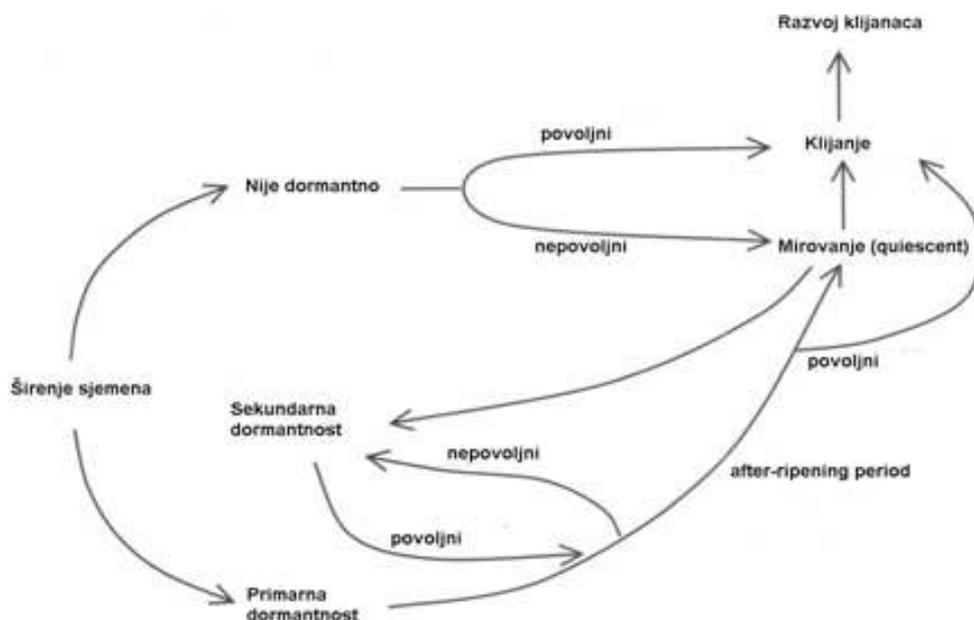 Razvoj klijanaca
povoljni
Klijanje
Nije dormantno
nepovoljni
Mirovanje (quiescent)
povoljni
Širenje sjemena
Sekundarna
dormantnost
nepovoljni
after-ripening period
povoljni
Primarna
dormantnost